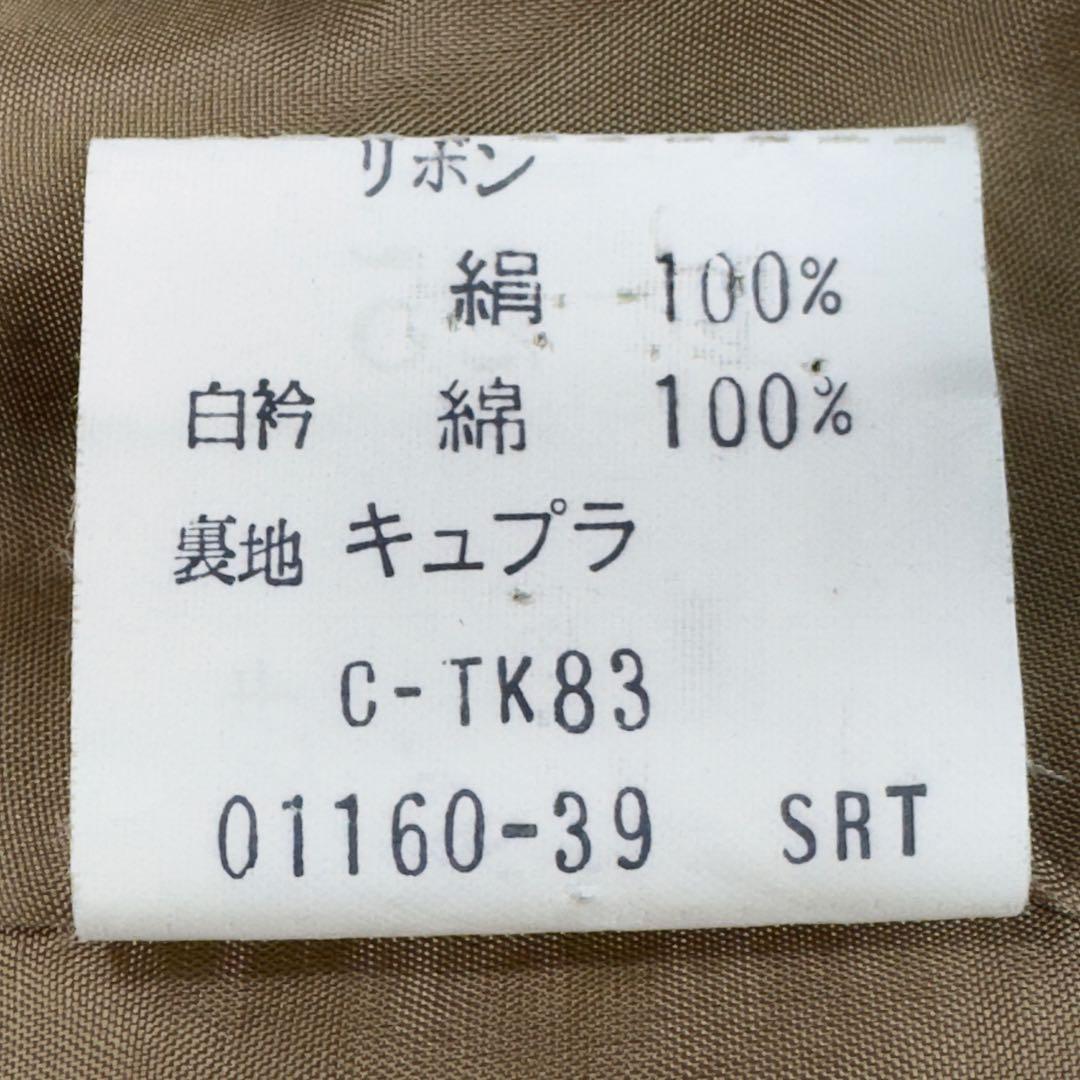 リボン
絹 100%
白衿 綿 100%
裏地 キュプラ
C-TK83
01160-39 SRT